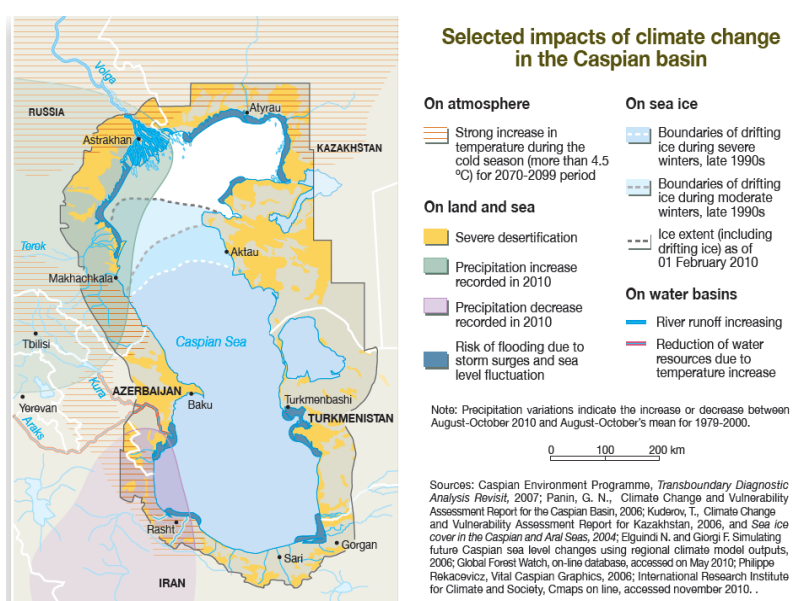 Selected impacts of climate change
in the Caspian basin
Volga
RUSSIA
Atyrau
Astrakhan
KAZAKHSTAN
Terek
Aktau
Makhachkala
Caspian Sea
Tbilisi
Kura
AZERBAIJAN
Baku
Turkmenbashi
Yerevan
TURKMENISTAN
Araks
Rasht
Gorgan
Sari
IRAN
On atmosphere
Strong increase in
temperature during the
cold season (more than 4.5
ºC) for 2070-2099 period
On land and sea
Severe desertification
Precipitation increase
recorded in 2010
Precipitation decrease
recorded in 2010
Risk of flooding due to
storm surges and sea
level fluctuation
On sea ice
Boundaries of drifting
ice during severe
winters, late 1990s
Boundaries of drifting
ice during moderate
winters, late 1990s
Ice extent (including
drifting ice) as of
01 February 2010
On water basins
River runoff increasing
Reduction of water
resources due to
temperature increase
Note: Precipitation variations indicate the increase or decrease between
August-October 2010 and August-October's mean for 1979-2000.
0 100 200 km
Sources: Caspian Environment Programme, Transboundary Diagnostic
Analysis Revisit, 2007; Panin, G. N., Climate Change and Vulnerability
Assessment Report for the Caspian Basin, 2006; Kuderov, T., Climate Change
and Vulnerability Assessment Report for Kazakhstan, 2006, and Sea ice
cover in the Caspian and Aral Seas, 2004; Elguindi N. and Giorgi F. Simulating
future Caspian sea level changes using regional climate model outputs,
2006; Global Forest Watch, on-line database, accessed on May 2010; Philippe
Rekacevicz, Vital Caspian Graphics, 2006; International Research Institute
for Climate and Society, Cmaps on line, accessed november 2010. .